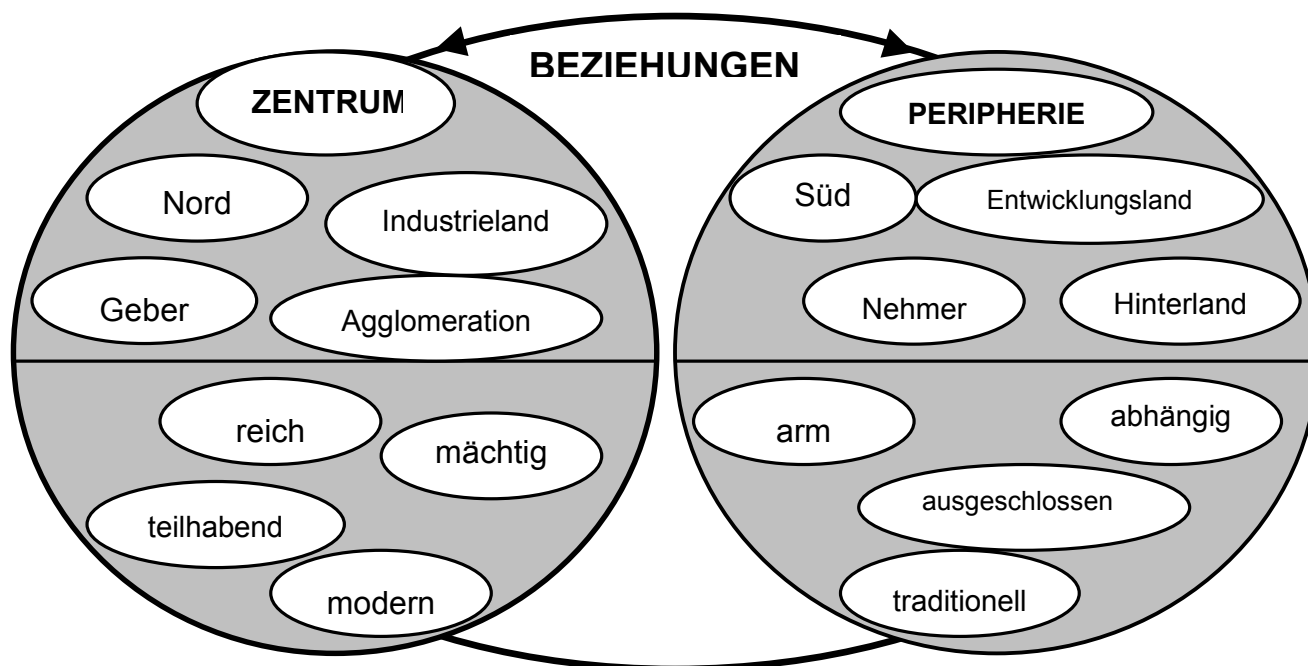 BEZIEHUNGEN
ZENTRUM
Nord
Industrieland
Geber
Agglomeration
reich
mächtig
teilhabend
modern
PERIPHERIE
Süd
Entwicklungsland
Nehmer
Hinterland
arm
abhängig
ausgeschlossen
traditionell